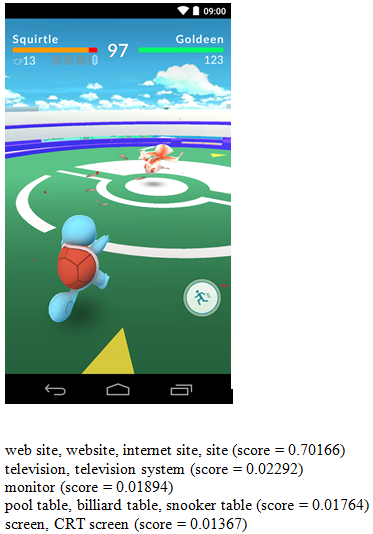 09:00
Squirtle 97 Goldeen
CP13 123
web site, website, internet site, site (score = 0.70166)
television, television system (score = 0.02292)
monitor (score = 0.01894)
pool table, billiard table, snooker table (score = 0.01764)
screen, CRT screen (score = 0.01367)